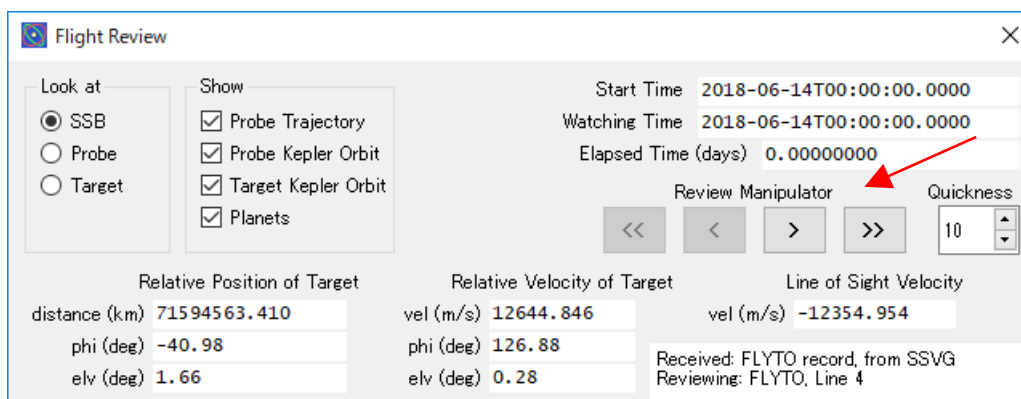 Flight Review
Look at
SSB
Probe
Target
Show
Probe Trajectory
Probe Kepler Orbit
Target Kepler Orbit
Planets
Start Time 2018-06-14T00:00:00.0000
Watching Time 2018-06-14T00:00:00.0000
Elapsed Time (days) 0.00000000
Review Manipulator
<< < > >>
Quickness
10
Relative Position of Target
distance (km) 71594563.410
phi (deg) -40.98
elv (deg) 1.66
Relative Velocity of Target
vel (m/s) 12644.846
phi (deg) 126.88
elv (deg) 0.28
Line of Sight Velocity
vel (m/s) -12354.954
Received: FLYTO record, from SSVG
Reviewing: FLYTO, Line 4